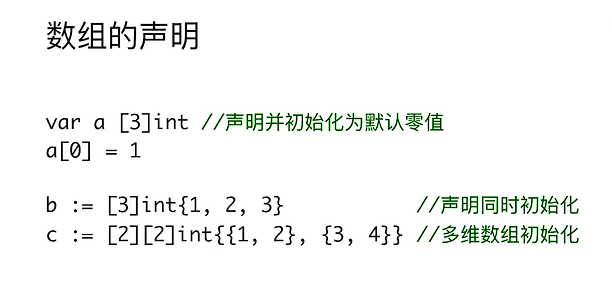 数组的声明
var a [3]int //声明并初始化为默认零值
a[0] = 1
b := [3]int{1, 2, 3} //声明同时初始化
c := [2][2]int{{1, 2}, {3, 4}} //多维数组初始化